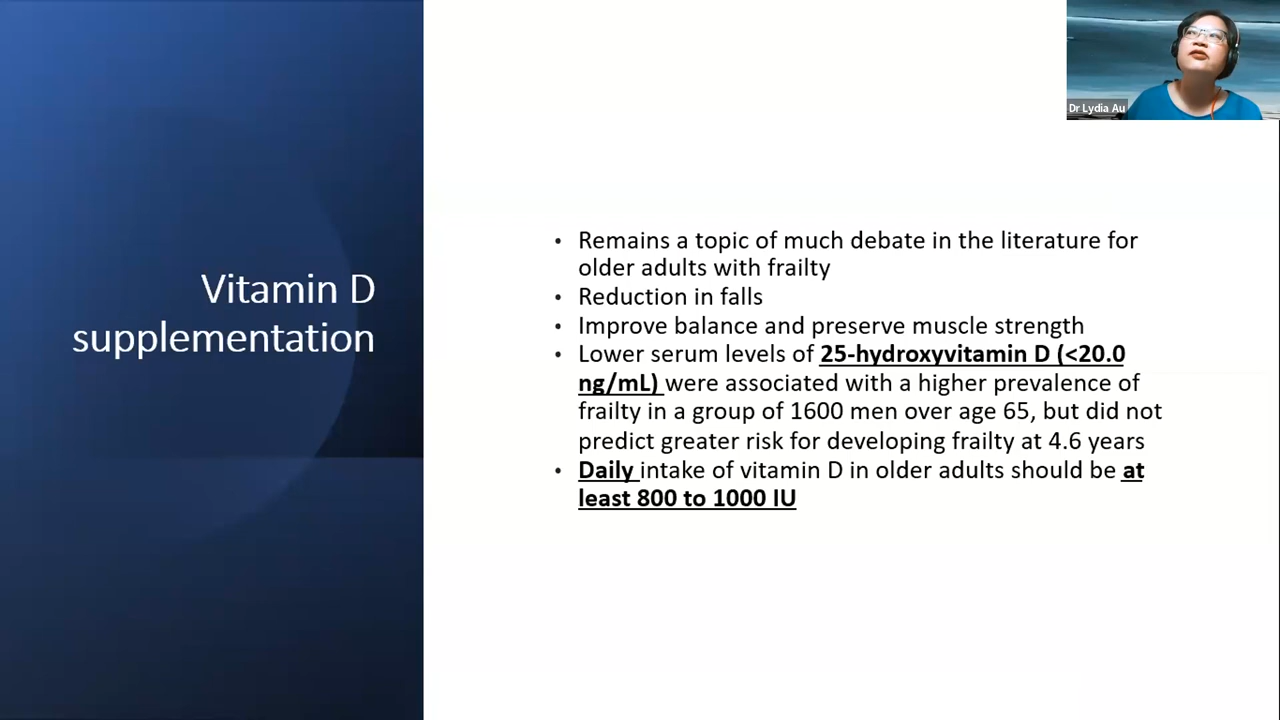 Vitamin D
supplementation
Dr Lydia Au
• Remains a topic of much debate in the literature for
older adults with frailty
• Reduction in falls
• Improve balance and preserve muscle strength
• Lower serum levels of 25-hydroxyvitamin D (<20.0
ng/mL) were associated with a higher prevalence of
frailty in a group of 1600 men over age 65, but did not
predict greater risk for developing frailty at 4.6 years
• Daily intake of vitamin D in older adults should be at
least 800 to 1000 IU